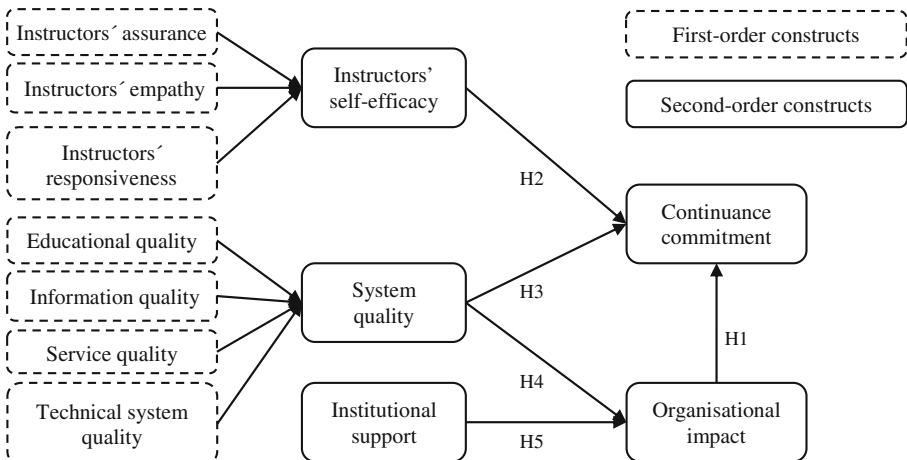 Instructors´ assurance
Instructors´ empathy
Instructors´
responsiveness
Educational quality
Information quality
Service quality
Technical system
quality
Instructors’
self-efficacy
System
quality
Institutional
support
H2
H3
H4
H5
First-order constructs
Second-order constructs
Continuance
commitment
H1
Organisational
impact